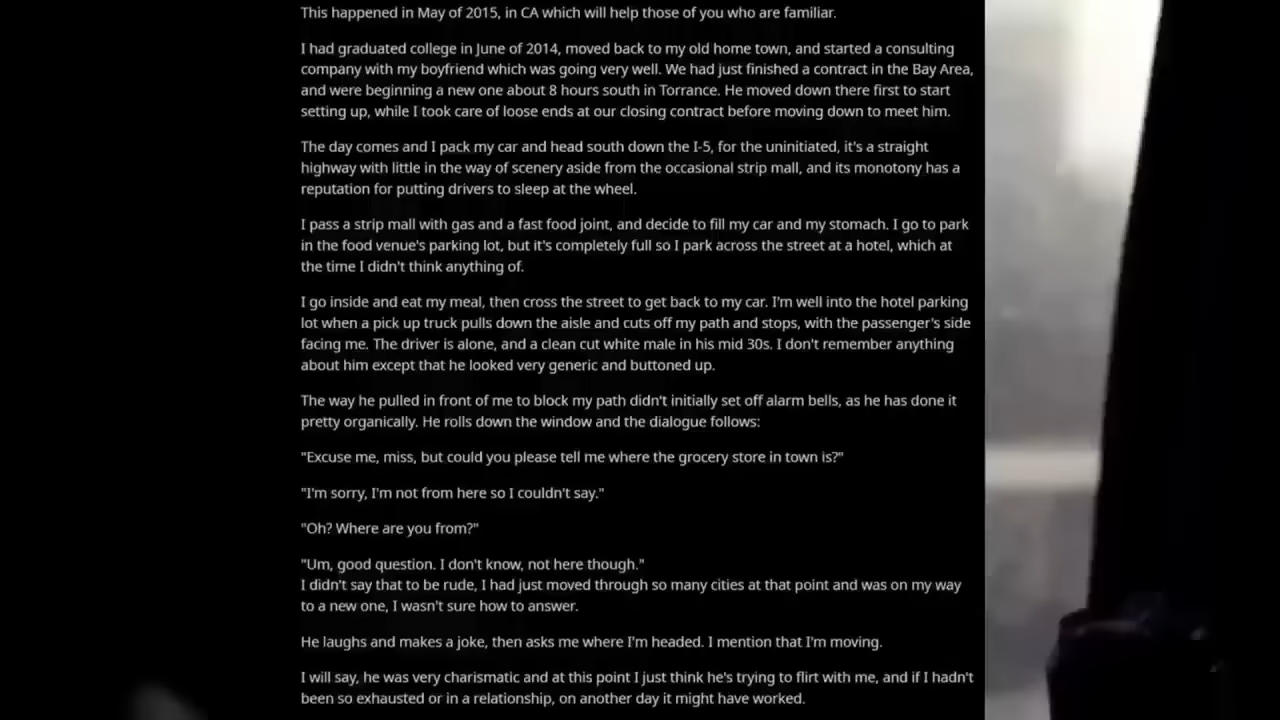 This happened in May of 2015, in CA which will help those of you who are familiar.
I had graduated college in June of 2014, moved back to my old home town, and started a consulting
company with my boyfriend which was going very well. We had just finished a contract in the Bay Area,
and were beginning a new one about 8 hours south in Torrance. He moved down there first to start
setting up, while I took care of loose ends at our closing contract before moving down to meet him.
The day comes and I pack my car and head south down the I-5, for the uninitiated, it's a straight
highway with little in the way of scenery aside from the occasional strip mall, and its monotony has a
reputation for putting drivers to sleep at the wheel.
I pass a strip mall with gas and a fast food joint, and decide to fill my car and my stomach. I go to park
in the food venue's parking lot, but it's completely full so I park across the street at a hotel, which at
the time I didn't think anything of.
I go inside and eat my meal, then cross the street to get back to my car. I'm well into the hotel parking
lot when a pick up truck pulls down the aisle and cuts off my path and stops, with the passenger's side
facing me. The driver is alone, and a clean cut white male in his mid 30s. I don't remember anything
about him except that he looked very generic and buttoned up.
The way he pulled in front of me to block my path didn't initially set off alarm bells, as he has done it
pretty organically. He rolls down the window and the dialogue follows:
"Excuse me, miss, but could you please tell me where the grocery store in town is?"
"I'm sorry, I'm not from here so I couldn't say."
"Oh? Where are you from?"
"Um, good question. I don't know, not here though."
I didn't say that to be rude, I had just moved through so many cities at that point and was on my way
to a new one, I wasn't sure how to answer.
He laughs and makes a joke, then asks me where I'm headed. I mention that I'm moving.
I will say, he was very charismatic and at this point I just think he's trying to flirt with me, and if I hadn't
been so exhausted or in a relationship, on another day it might have worked.